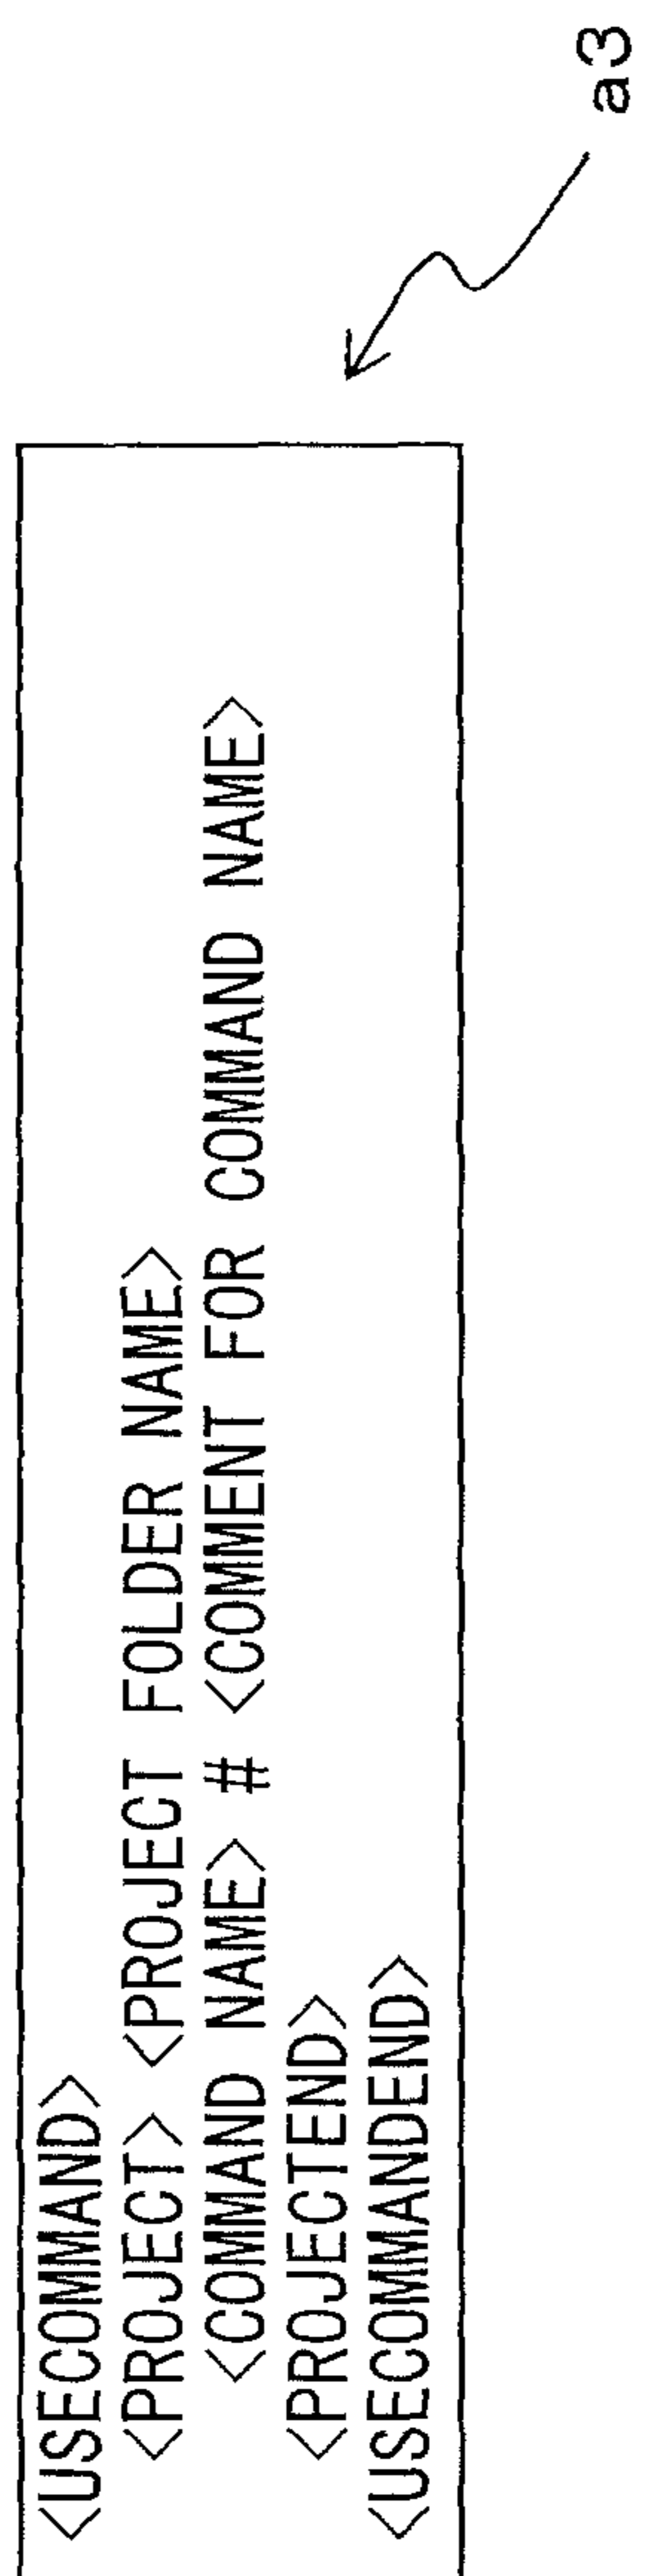 <USECOMMAND>
<PROJECT> <PROJECT FOLDER NAME>
<COMMAND NAME> # <COMMENT FOR COMMAND NAME>
<PROJECTEND>
<USECOMMANDEND>
a3